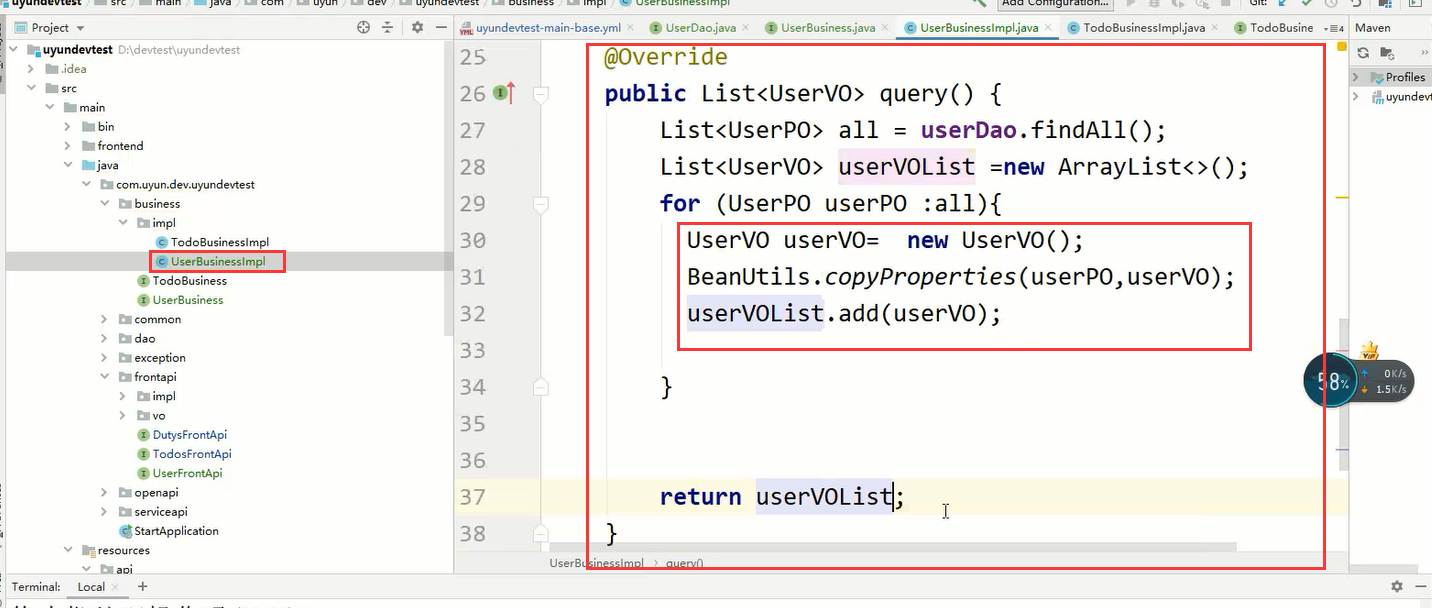 uyundevtest src main java com uyun dev uyundevtest business impl UserBusinessImpl Add Configuration... Git:
Project
uyundevtest-main-base.yml UserDao.java UserBusiness.java UserBusinessImpl.java TodoBusinessImpl.java TodoBusine Maven
uyundevtest D:\devtest\uyundevtest
.idea
src
main
bin
frontend
java
com.uyun.dev.uyundevtest
business
impl
TodoBusinessImpl
UserBusinessImpl
TodoBusiness
UserBusiness
common
dao
exception
frontapi
impl
vo
DutysFrontApi
TodosFrontApi
UserFrontApi
openapi
serviceapi
StartApplication
resources
api
25 @Override
26 public List<UserVO> query() {
27 List<UserPO> all = userDao.findAll();
28 List<UserVO> userVOList =new ArrayList<>();
29 for (UserPO userPO :all){
30 UserVO userVO= new UserVO();
31 BeanUtils.copyProperties(userPO,userVO);
32 userVOList.add(userVO);
33
34 }
35
36
37 return userVOList;
38 }
UserBusinessImpl > query()
Profiles
uyundevt
VIP
58%
0K/s
1.5K/s
Terminal: Local +